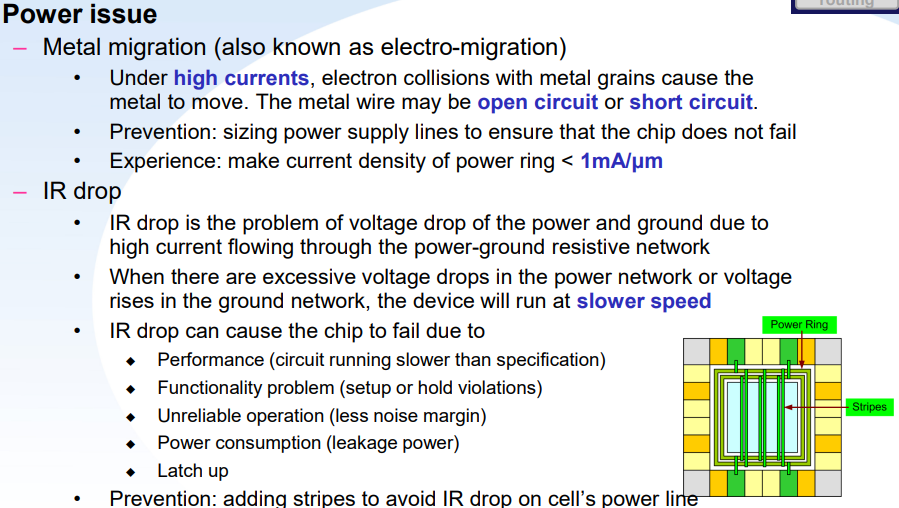 routing
Power issue
– Metal migration (also known as electro-migration)
• Under high currents, electron collisions with metal grains cause the
metal to move. The metal wire may be open circuit or short circuit.
• Prevention: sizing power supply lines to ensure that the chip does not fail
• Experience: make current density of power ring < 1mA/μm
– IR drop
• IR drop is the problem of voltage drop of the power and ground due to
high current flowing through the power-ground resistive network
• When there are excessive voltage drops in the power network or voltage
rises in the ground network, the device will run at slower speed
• IR drop can cause the chip to fail due to
◆ Performance (circuit running slower than specification)
◆ Functionality problem (setup or hold violations)
◆ Unreliable operation (less noise margin)
◆ Power consumption (leakage power)
◆ Latch up
• Prevention: adding stripes to avoid IR drop on cell's power line
Power Ring
Stripes